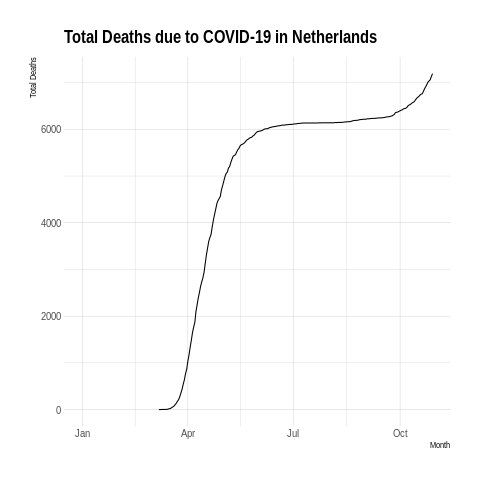 Total Deaths due to COVID-19 in Netherlands
Total Deaths
6000
4000
2000
0
Jan Apr Jul Oct
Month